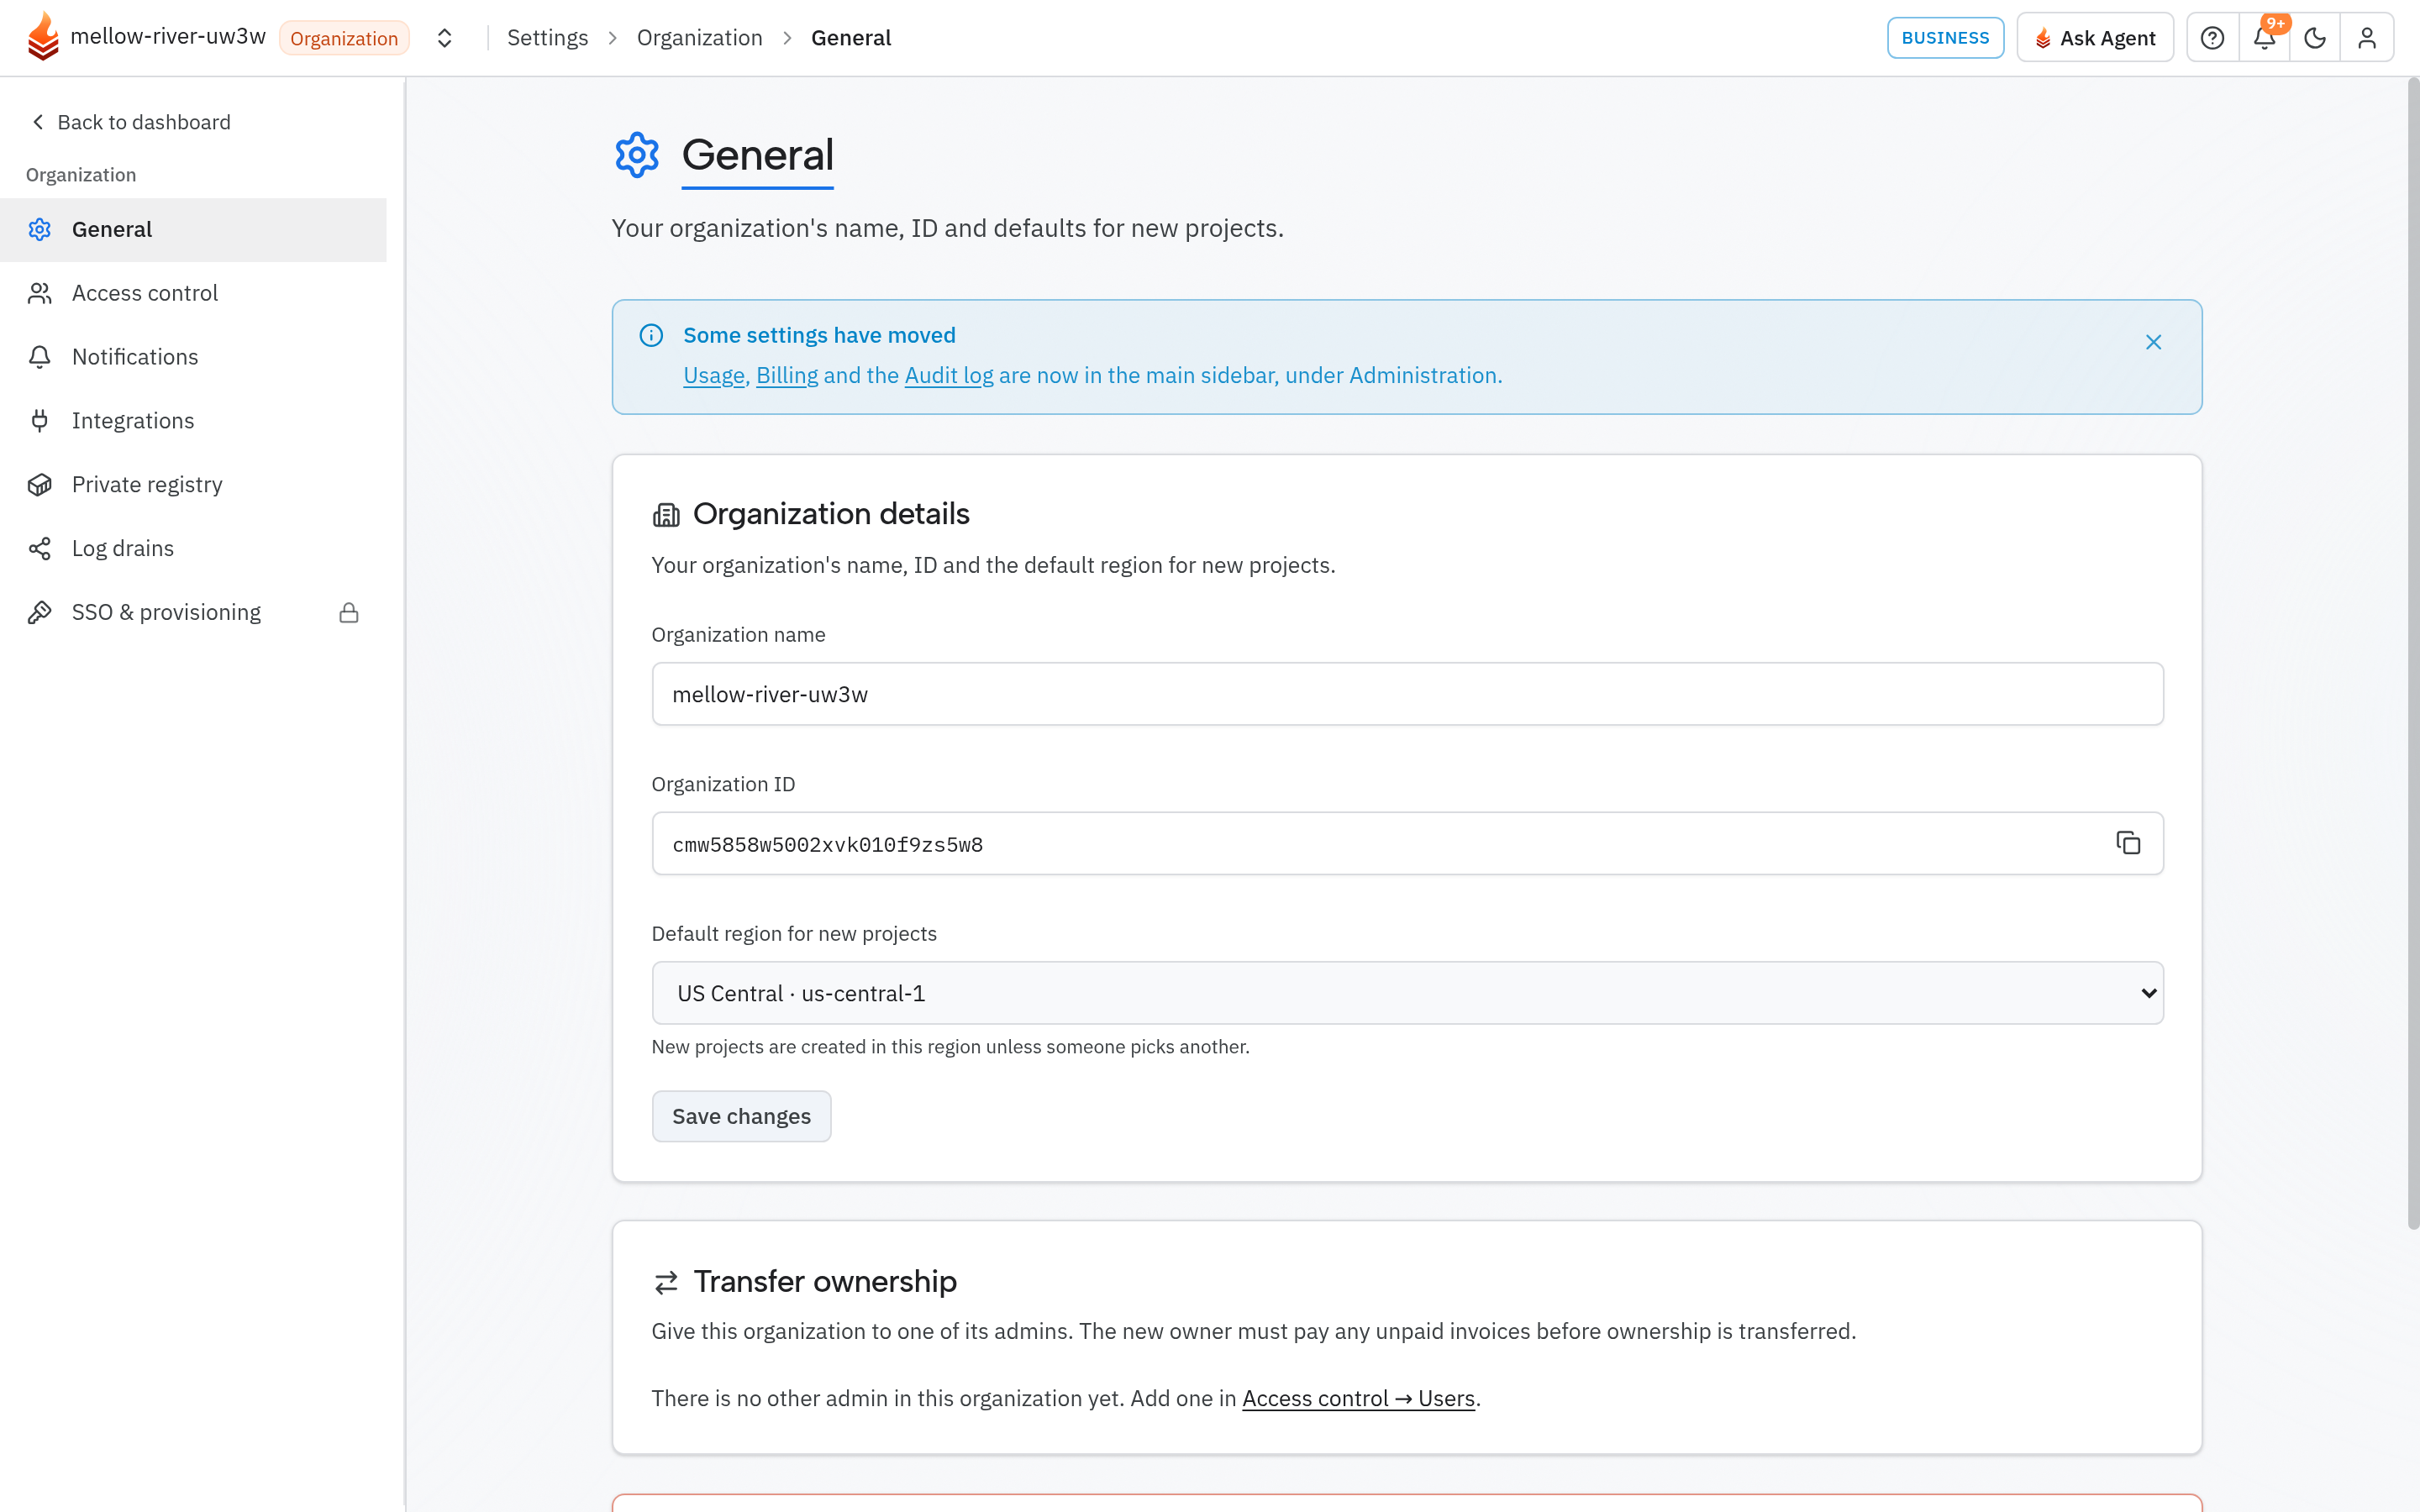 mellow-river-uw3w Organization Settings Organization General BUSINESS Ask Agent 9+
Back to dashboard
Organization
General
Access control
Notifications
Integrations
Private registry
Log drains
SSO & provisioning
General
Your organization's name, ID and defaults for new projects.
Some settings have moved
Usage, Billing and the Audit log are now in the main sidebar, under Administration.
Organization details
Your organization's name, ID and the default region for new projects.
Organization name
mellow-river-uw3w
Organization ID
cmw5858w5002xvk010f9zs5w8
Default region for new projects
US Central · us-central-1
New projects are created in this region unless someone picks another.
Save changes
Transfer ownership
Give this organization to one of its admins. The new owner must pay any unpaid invoices before ownership is transferred.
There is no other admin in this organization yet. Add one in Access control → Users.